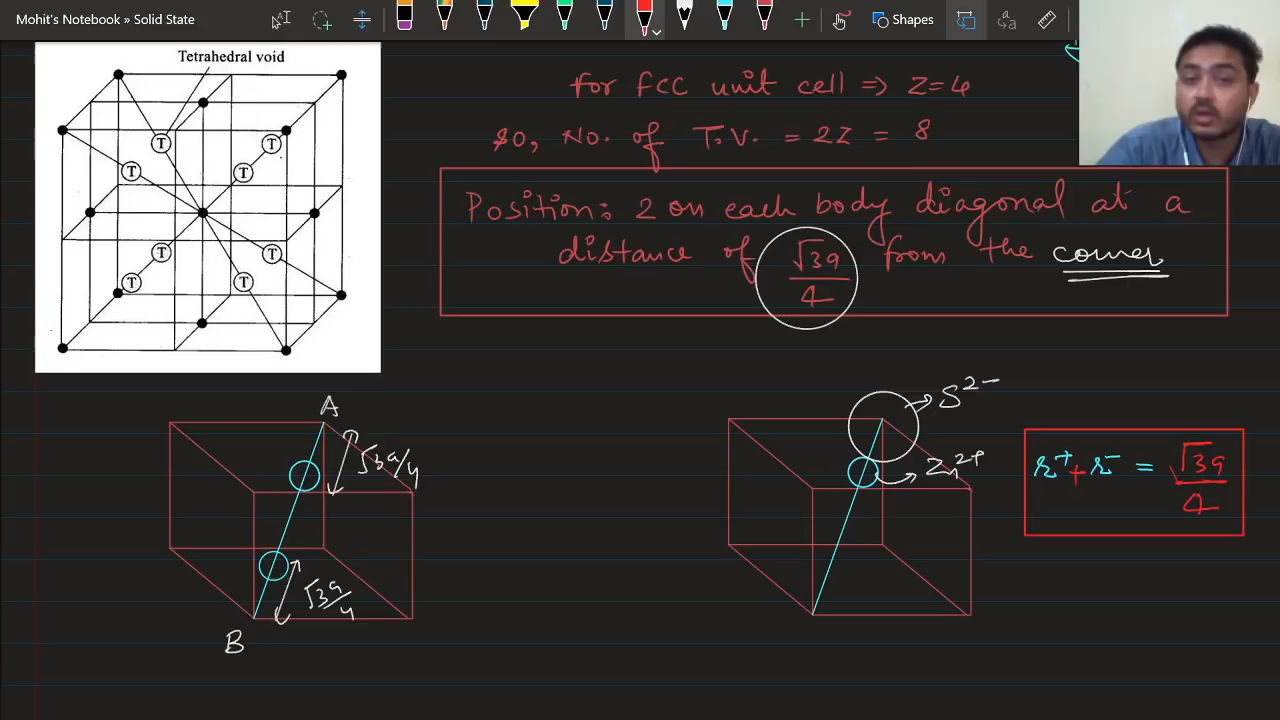 Mohit's Notebook » Solid State
Shapes
Tetrahedral void
T
T
T
T
T
T
T
T
For FCC unit cell ⇒ Z=4
So, No. of T.V. = 2Z = 8
Position: 2 on each body diagonal at a
distance of √3a/4 from the corner
A
√3a/4
√3a/4
B
S2-
Zn2+
r+ + r- = √3a/4